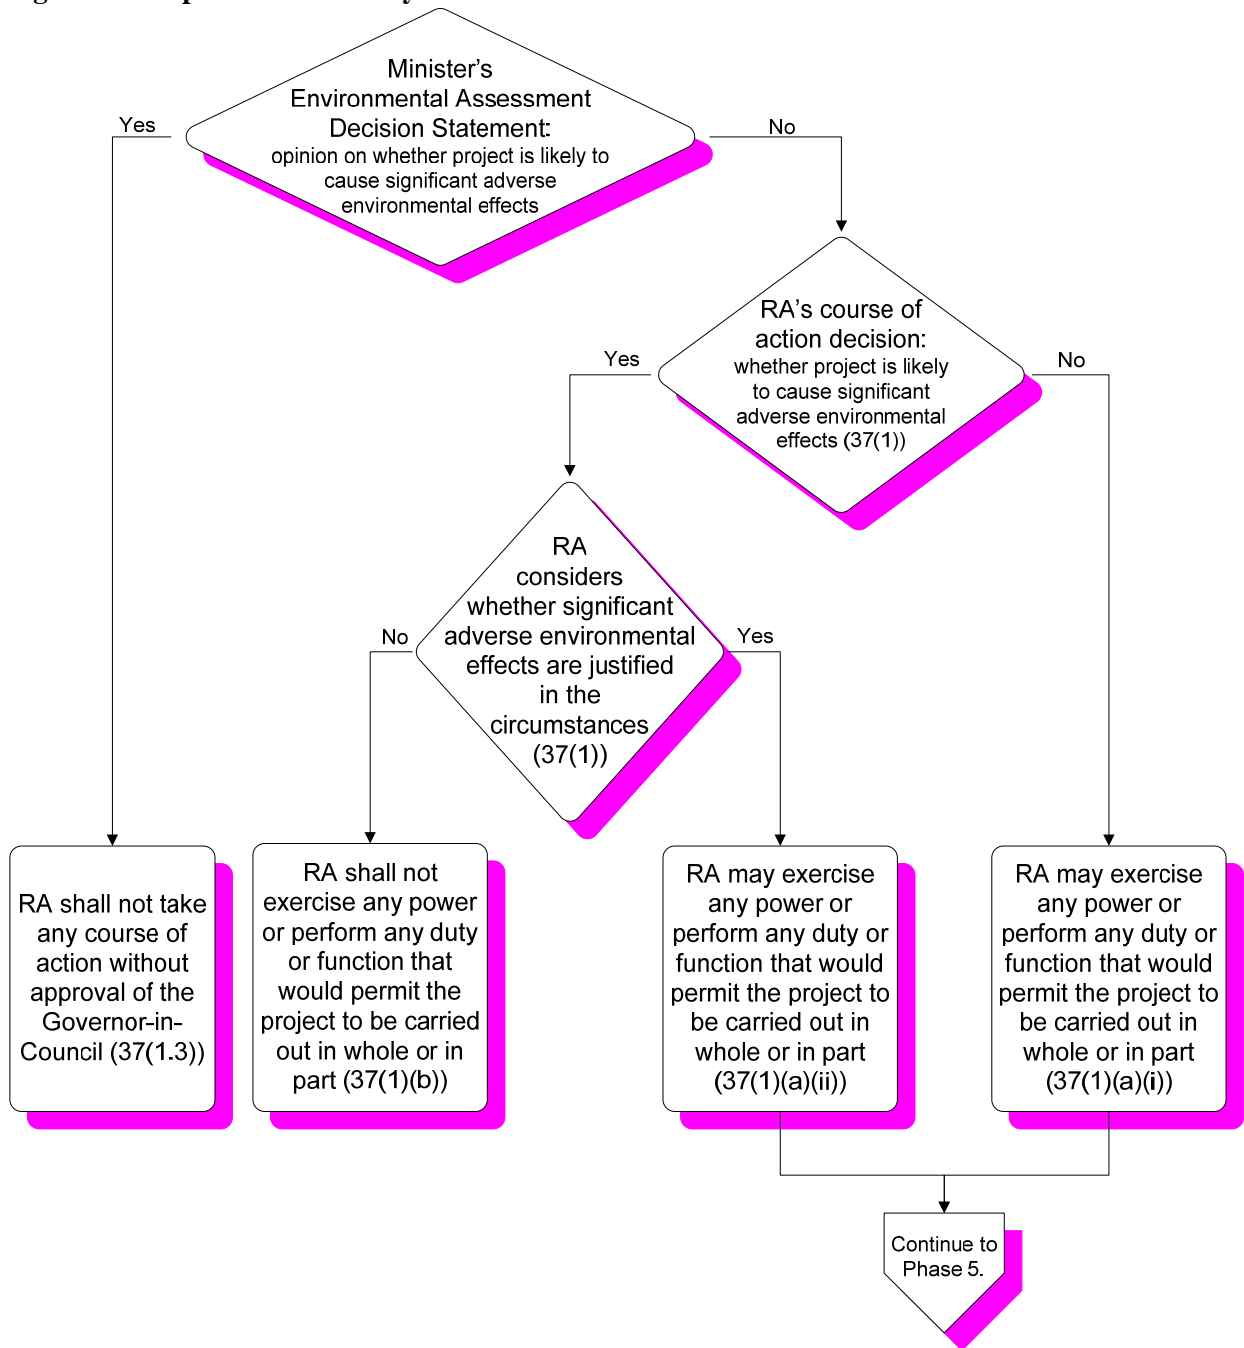 Minister's
Environmental Assessment
Decision Statement:
opinion on whether project is likely to
cause significant adverse
environmental effects
Yes
No
RA's course of
action decision:
whether project is likely
to cause significant
adverse environmental
effects (37(1))
Yes
No
RA
considers
whether significant
adverse environmental
effects are justified
in the
circumstances
(37(1))
No
Yes
RA shall not take
any course of
action without
approval of the
Governor-in-
Council (37(1.3))
RA shall not
exercise any power
or perform any duty
or function that
would permit the
project to be carried
out in whole or in
part (37(1)(b))
RA may exercise
any power or
perform any duty or
function that would
permit the project to
be carried out in
whole or in part
(37(1)(a)(ii))
RA may exercise
any power or
perform any duty or
function that would
permit the project to
be carried out in
whole or in part
(37(1)(a)(i))
Continue to
Phase 5.